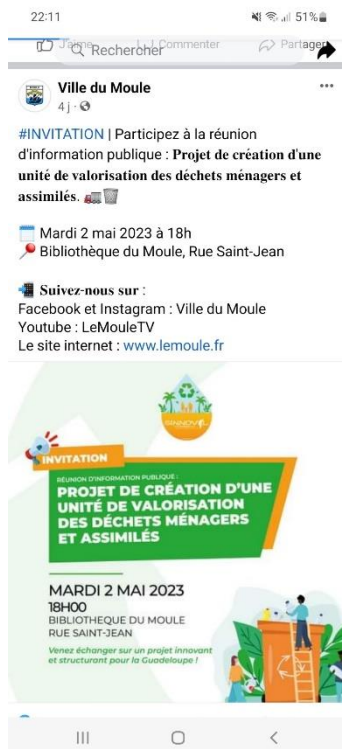 22:11
51%
J'aime
Commenter
Partager
Rechercher
Ville du Moule
4 j
#INVITATION | Participez à la réunion
d'information publique : Projet de création d'une
unité de valorisation des déchets ménagers et
assimilés.
Mardi 2 mai 2023 à 18h
Bibliothèque du Moule, Rue Saint-Jean
Suivez-nous sur :
Facebook et Instagram : Ville du Moule
Youtube : LeMouleTV
Le site internet : www.lemoule.fr
INVITATION
RÉUNION D'INFORMATION PUBLIQUE :
PROJET DE CRÉATION D'UNE
UNITÉ DE VALORISATION
DES DÉCHETS MÉNAGERS
ET ASSIMILÉS
MARDI 2 MAI 2023
18H00
BIBLIOTHEQUE DU MOULE
RUE SAINT-JEAN
Venez échanger sur un projet innovant
et structurant pour la Guadeloupe !